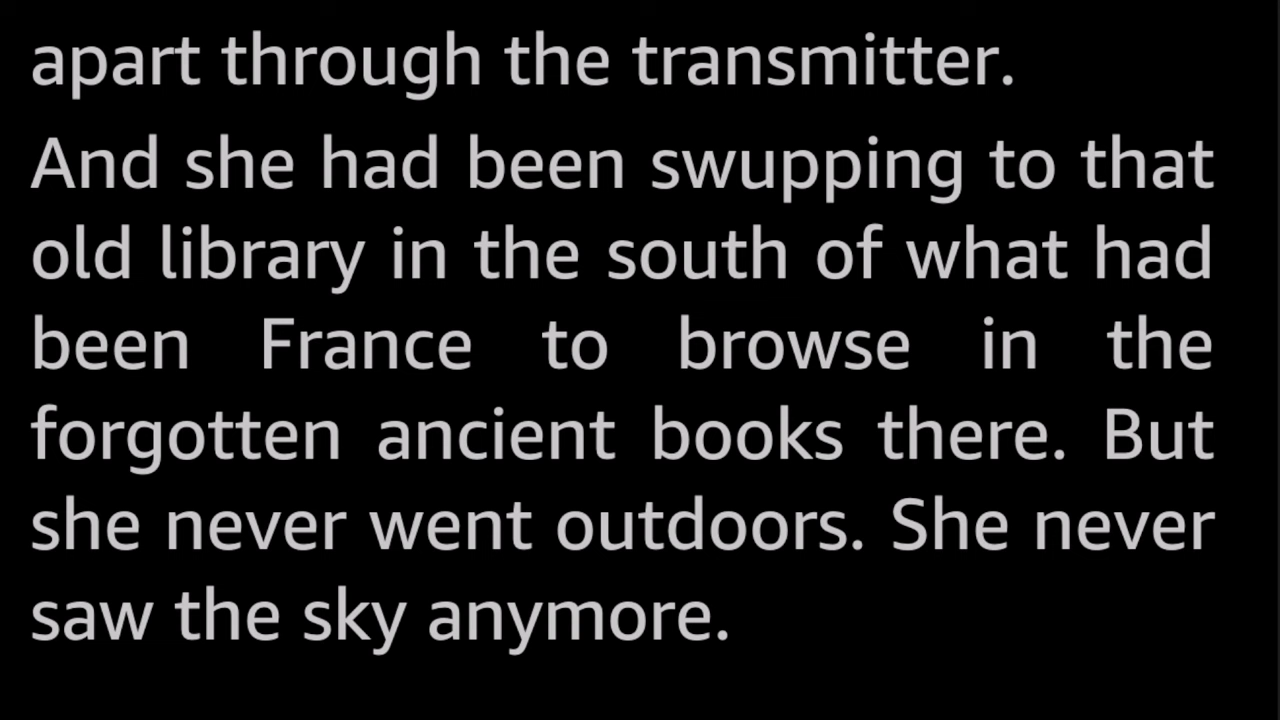 apart through the transmitter.
And she had been swupping to that
old library in the south of what had
been France to browse in the
forgotten ancient books there. But
she never went outdoors. She never
saw the sky anymore.